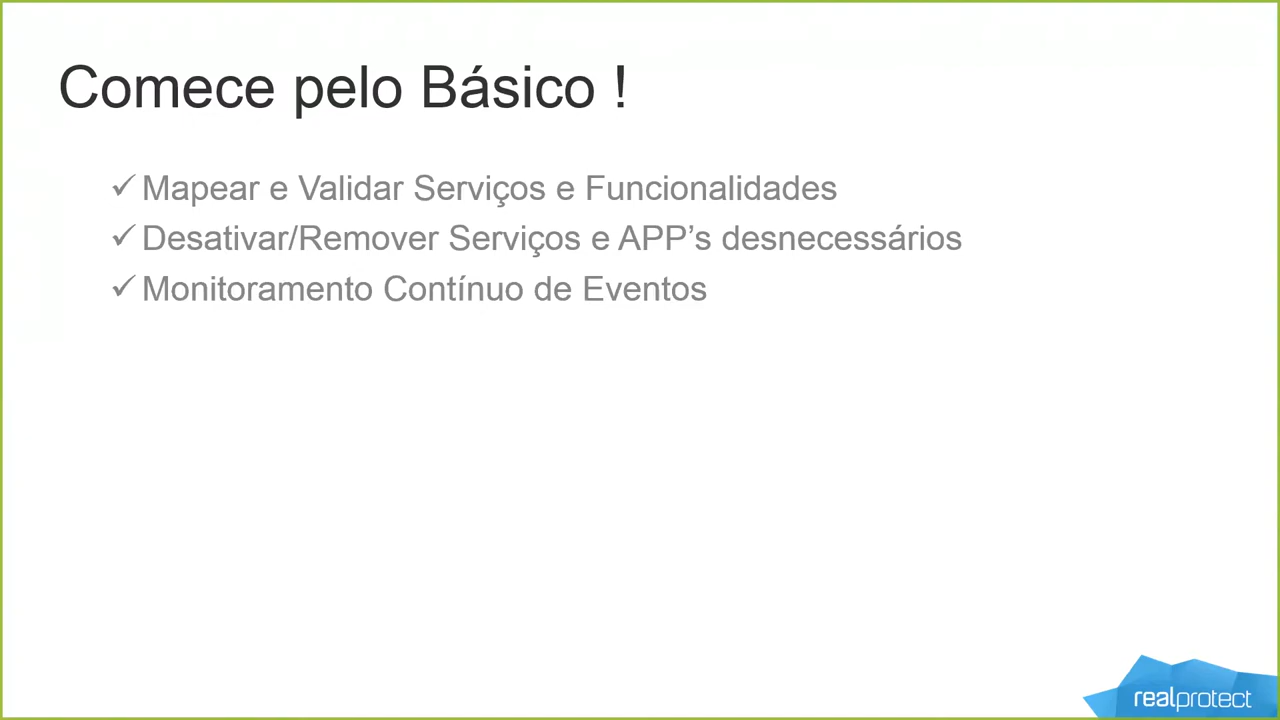 Comece pelo Básico !
✓ Mapear e Validar Serviços e Funcionalidades
✓ Desativar/Remover Serviços e APP’s desnecessários
✓ Monitoramento Contínuo de Eventos
realprotect